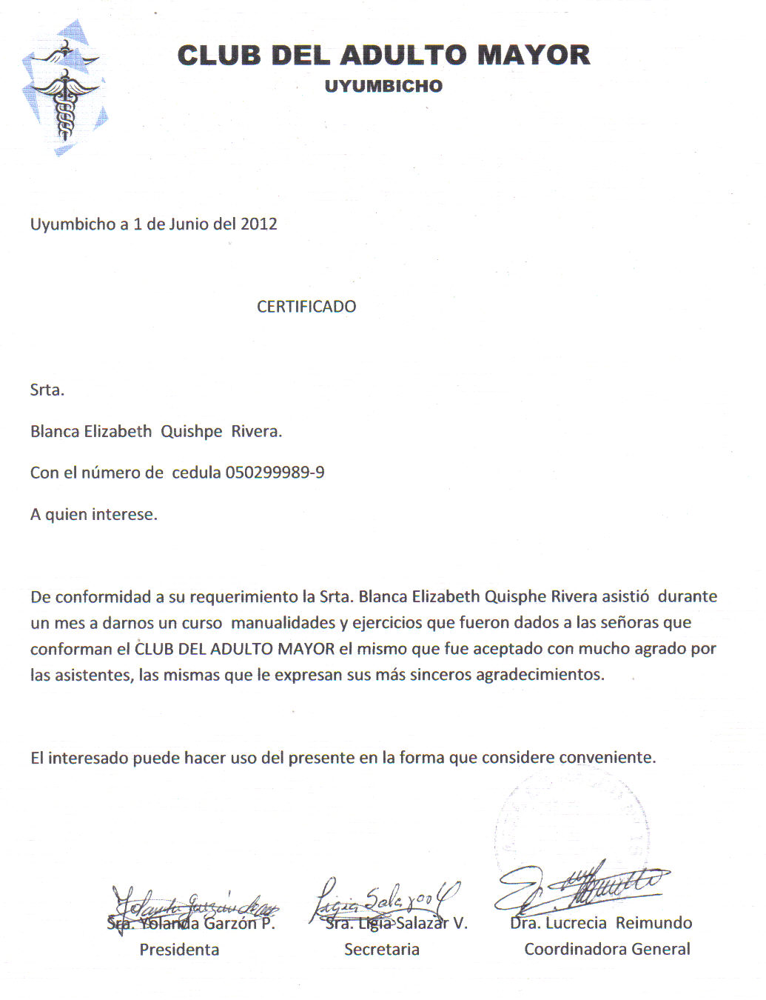 CLUB DEL ADULTO MAYOR
UYUMBICHO
Uyumbicho a 1 de Junio del 2012
CERTIFICADO
Srta.
Blanca Elizabeth Quishpe Rivera.
Con el número de cedula 050299989-9
A quien interese.
De conformidad a su requerimiento la Srta. Blanca Elizabeth Quisphe Rivera asistió durante
un mes a darnos un curso manualidades y ejercicios que fueron dados a las señoras que
conforman el CLUB DEL ADULTO MAYOR el mismo que fue aceptado con mucho agrado por
las asistentes, las mismas que le expresan sus más sinceros agradecimientos.
El interesado puede hacer uso del presente en la forma que considere conveniente.
Sra. Yolanda Garzón P. Sra. Ligia Salazar V. Dra. Lucrecia Reimundo
Presidenta Secretaria Coordinadora General